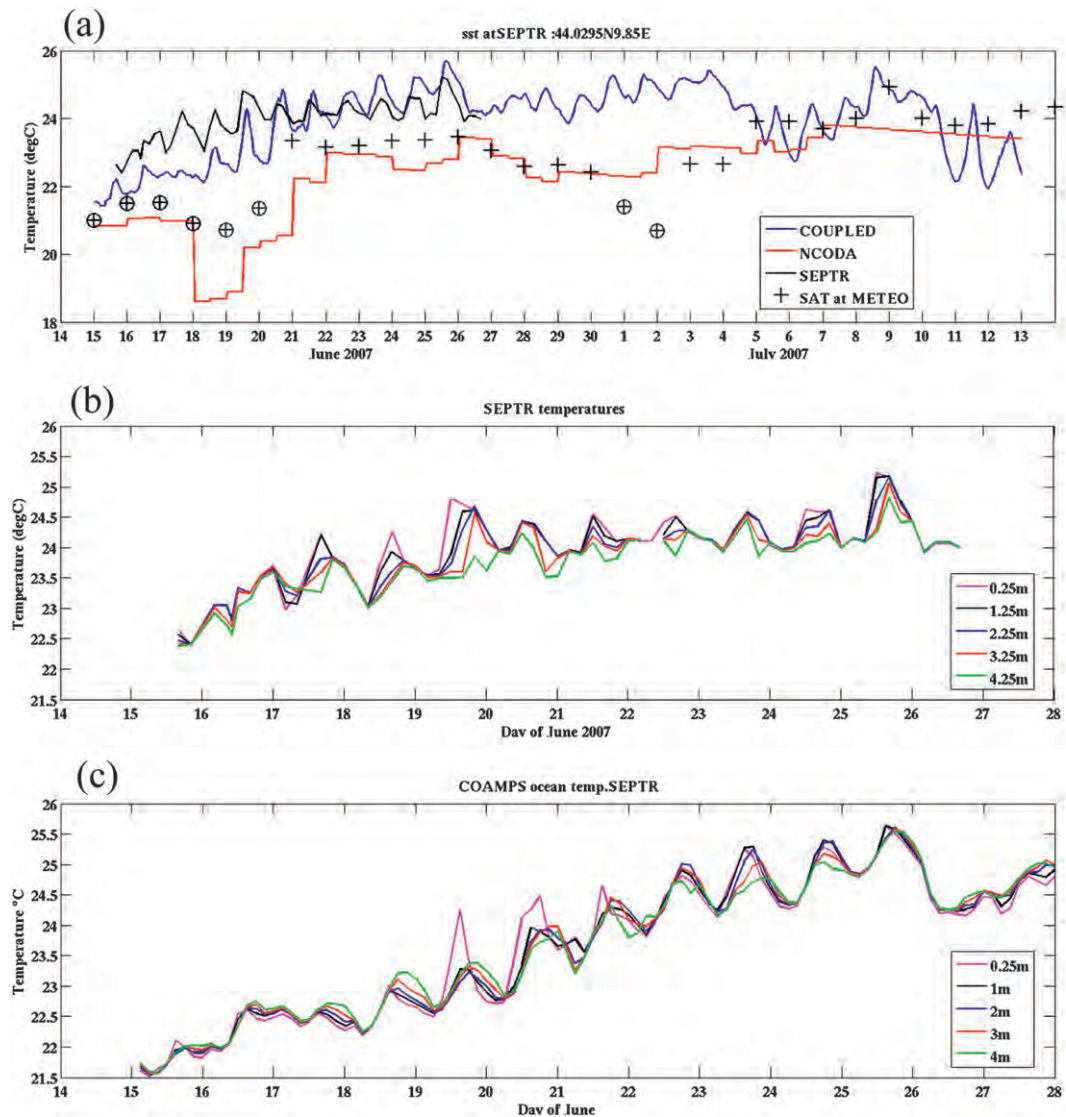 (a)
sst atSEPTR :44.0295N9.85E
Temperature (degC)
26
24
22
20
18
14 15 16 17 18 19 20 21 22 23 24 25 26 27 28 29 30 1 2 3 4 5 6 7 8 9 10 11 12 13
June 2007
July 2007
COUPLED
NCODA
SEPTR
SAT at METEO
(b)
SEPTR temperatures
Temperature (degC)
26
25.5
25
24.5
24
23.5
23
22.5
22
21.5
14 15 16 17 18 19 20 21 22 23 24 25 26 27 28
Day of June 2007
0.25m
1.25m
2.25m
3.25m
4.25m
(c)
COAMPS ocean temp.SEPTR
Temperature °C
26
25.5
25
24.5
24
23.5
23
22.5
22
21.5
14 15 16 17 18 19 20 21 22 23 24 25 26 27 28
Day of June
0.25m
1m
2m
3m
4m